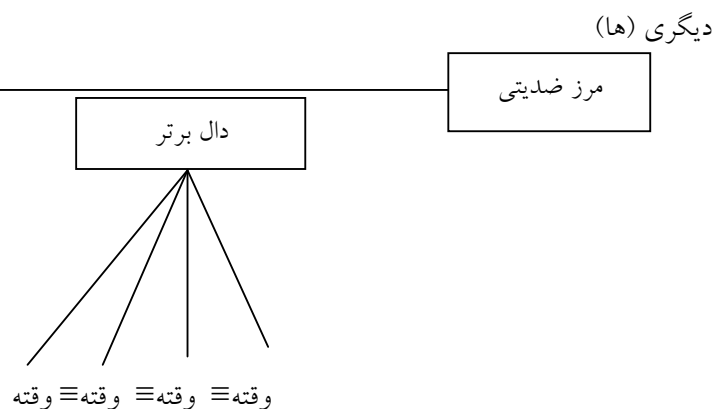 دیگری (ها)
مرز ضدیتی
دال برتر
وقته≡ وقته≡ وقته≡ وقته